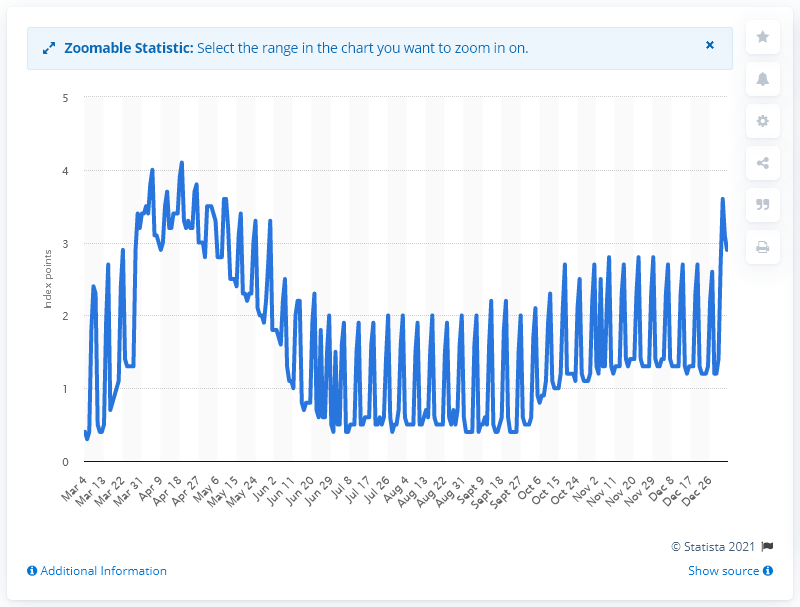 Zoomable Statistic: Select the range in the chart you want to zoom in on.
×
5
4
3
2
1
0
Index points
Mar 4
Mar 13
Mar 22
Mar 31
Apr 9
Apr 18
Apr 27
May 6
May 15
May 24
Jun 2
Jun 11
Jun 20
Jun 29
Jul 8
Jul 17
Jul 26
Aug 4
Aug 13
Aug 22
Aug 31
Sept 9
Sept 18
Sept 27
Oct 6
Oct 15
Oct 24
Nov 2
Nov 11
Nov 20
Nov 29
Dec 8
Dec 17
Dec 26
© Statista 2021
Additional Information
Show source